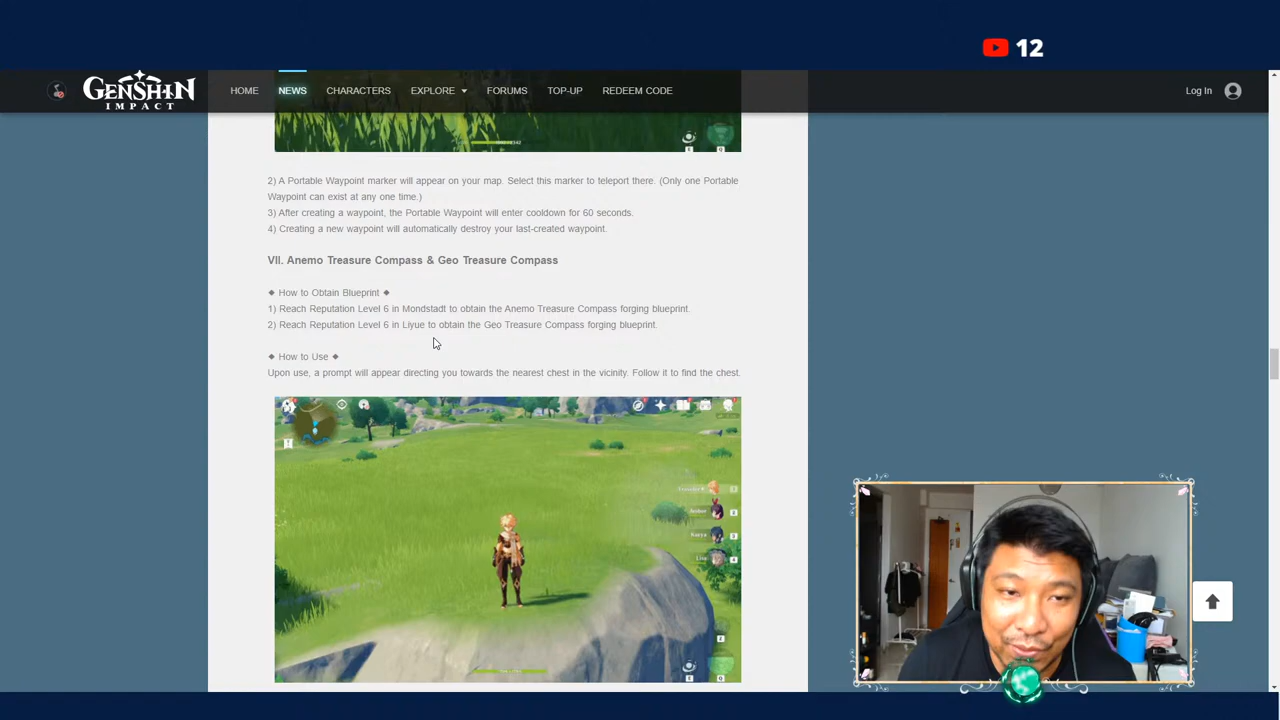 12
GENSHIN
IMPACT
HOME
NEWS
CHARACTERS
EXPLORE
FORUMS
TOP-UP
REDEEM CODE
Log In
2) A Portable Waypoint marker will appear on your map. Select this marker to teleport there. (Only one Portable
Waypoint can exist at any one time.)
3) After creating a waypoint, the Portable Waypoint will enter cooldown for 60 seconds.
4) Creating a new waypoint will automatically destroy your last-created waypoint.
VII. Anemo Treasure Compass & Geo Treasure Compass
◆ How to Obtain Blueprint ◆
1) Reach Reputation Level 6 in Mondstadt to obtain the Anemo Treasure Compass forging blueprint.
2) Reach Reputation Level 6 in Liyue to obtain the Geo Treasure Compass forging blueprint.
◆ How to Use ◆
Upon use, a prompt will appear directing you towards the nearest chest in the vicinity. Follow it to find the chest.
Kaeya
Lisa